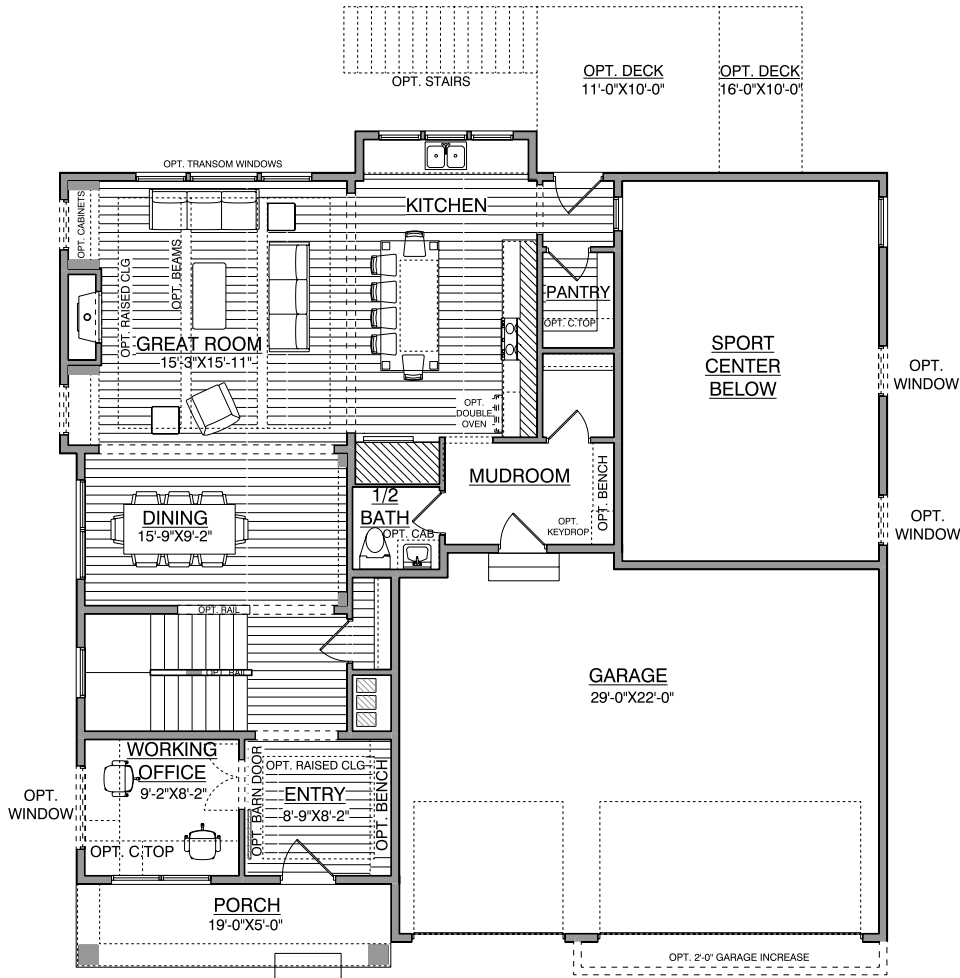 OPT. STAIRS
OPT. DECK
11'-0"X10'-0"
OPT. DECK
16'-0"X10'-0"
OPT. TRANSOM WINDOWS
KITCHEN
OPT. CABINETS
OPT. BEAMS
OPT. RAISED CLG
PANTRY
OPT. C.TOP
GREAT ROOM
15'-3"X15'-11"
SPORT
CENTER
BELOW
OPT.
WINDOW
OPT.
DOUBLE
OVEN
MUDROOM
OPT. BENCH
1/2
BATH
OPT. CAB
OPT.
KEYDROP
DINING
15'-9"X9'-2"
OPT.
WINDOW
OPT. RAIL
OPT. RAIL
GARAGE
29'-0"X22'-0"
WORKING
OFFICE
9'-2"X8'-2"
OPT. BARN DOOR
OPT. RAISED CLG
ENTRY
8'-9"X8'-2"
OPT. BENCH
OPT.
WINDOW
OPT. C.TOP
PORCH
19'-0"X5'-0"
OPT. 2'-0" GARAGE INCREASE